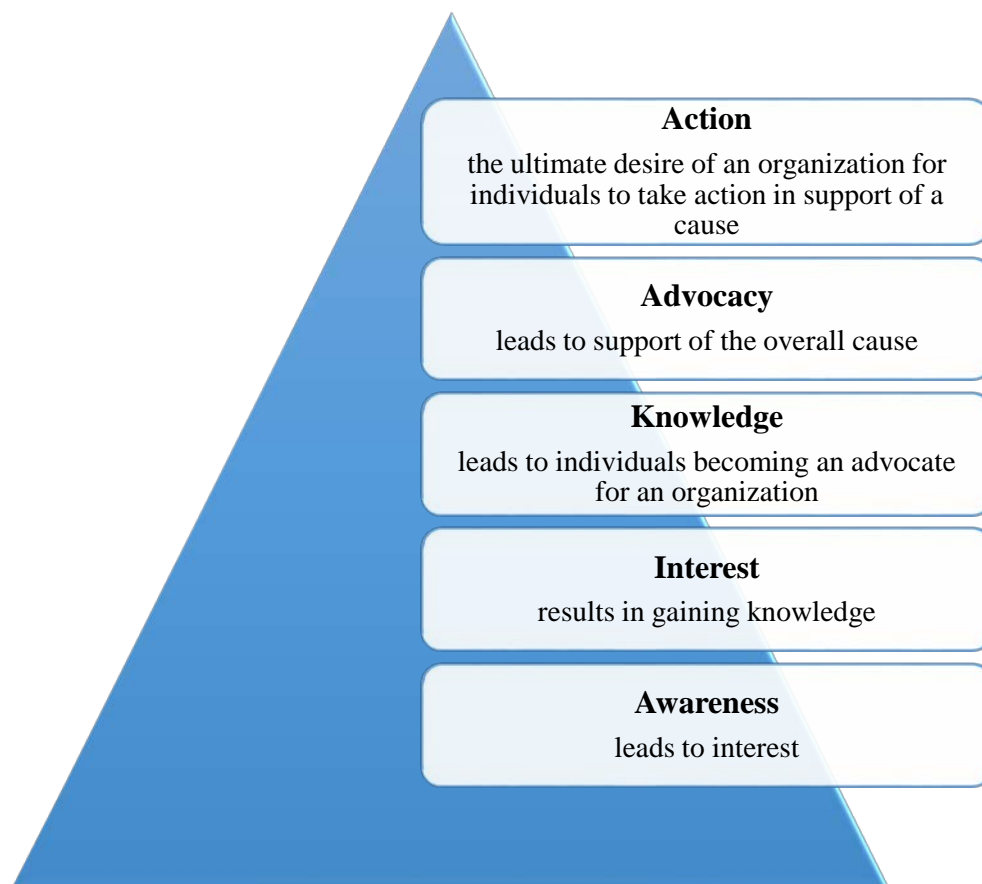 Action
the ultimate desire of an organization for
individuals to take action in support of a
cause
Advocacy
leads to support of the overall cause
Knowledge
leads to individuals becoming an advocate
for an organization
Interest
results in gaining knowledge
Awareness
leads to interest